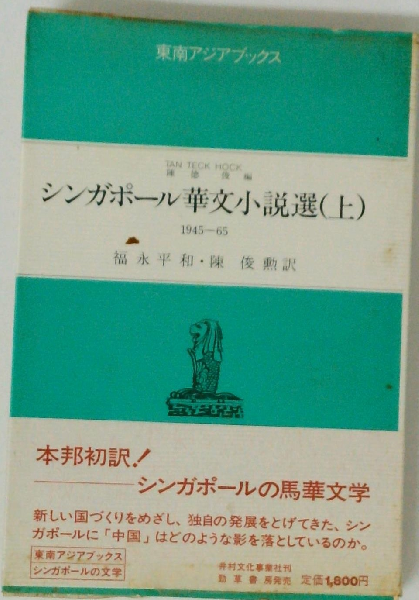 東南アジアブックス
TAN TECK HOCK
陳徳俊編
シンガポール華文小説選(上)
1945-65
福永平和・陳俊勲訳
本邦初訳!
――シンガポールの馬華文学
新しい国づくりをめざし、独自の発展をとげてきた、シン
ガポールに「中国」はどのような影を落としているのか。
東南アジアブックス
シンガポールの文学
井村文化事業社刊
勁草書房発売 定価1,800円